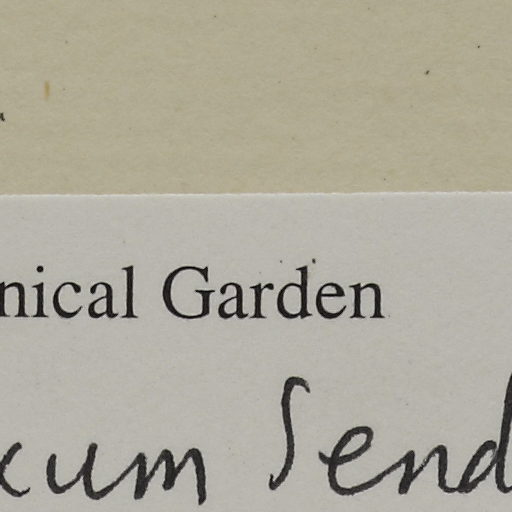 nical Garden
xum Send